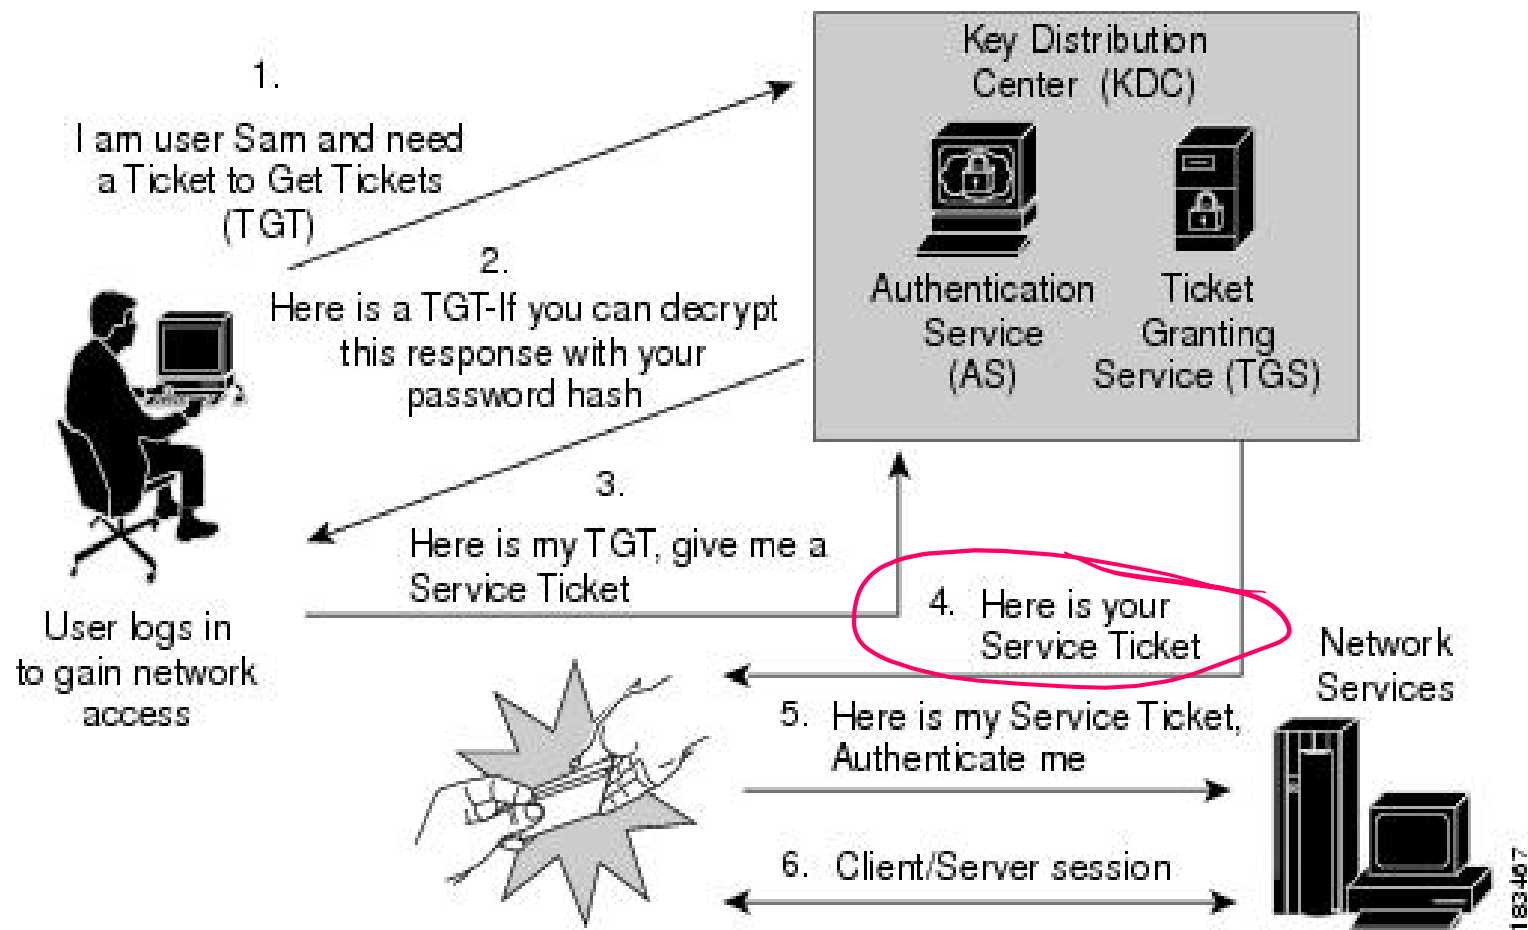 1.
I am user Sam and need
a Ticket to Get Tickets
(TGT)
2.
Here is a TGT-If you can decrypt
this response with your
password hash
Key Distribution
Center (KDC)
Authentication
Service
(AS)
Ticket
Granting
Service (TGS)
3.
Here is my TGT, give me a
Service Ticket
User logs in
to gain network
access
4. Here is your
Service Ticket
Network
Services
5. Here is my Service Ticket,
Authenticate me
6. Client/Server session
183467